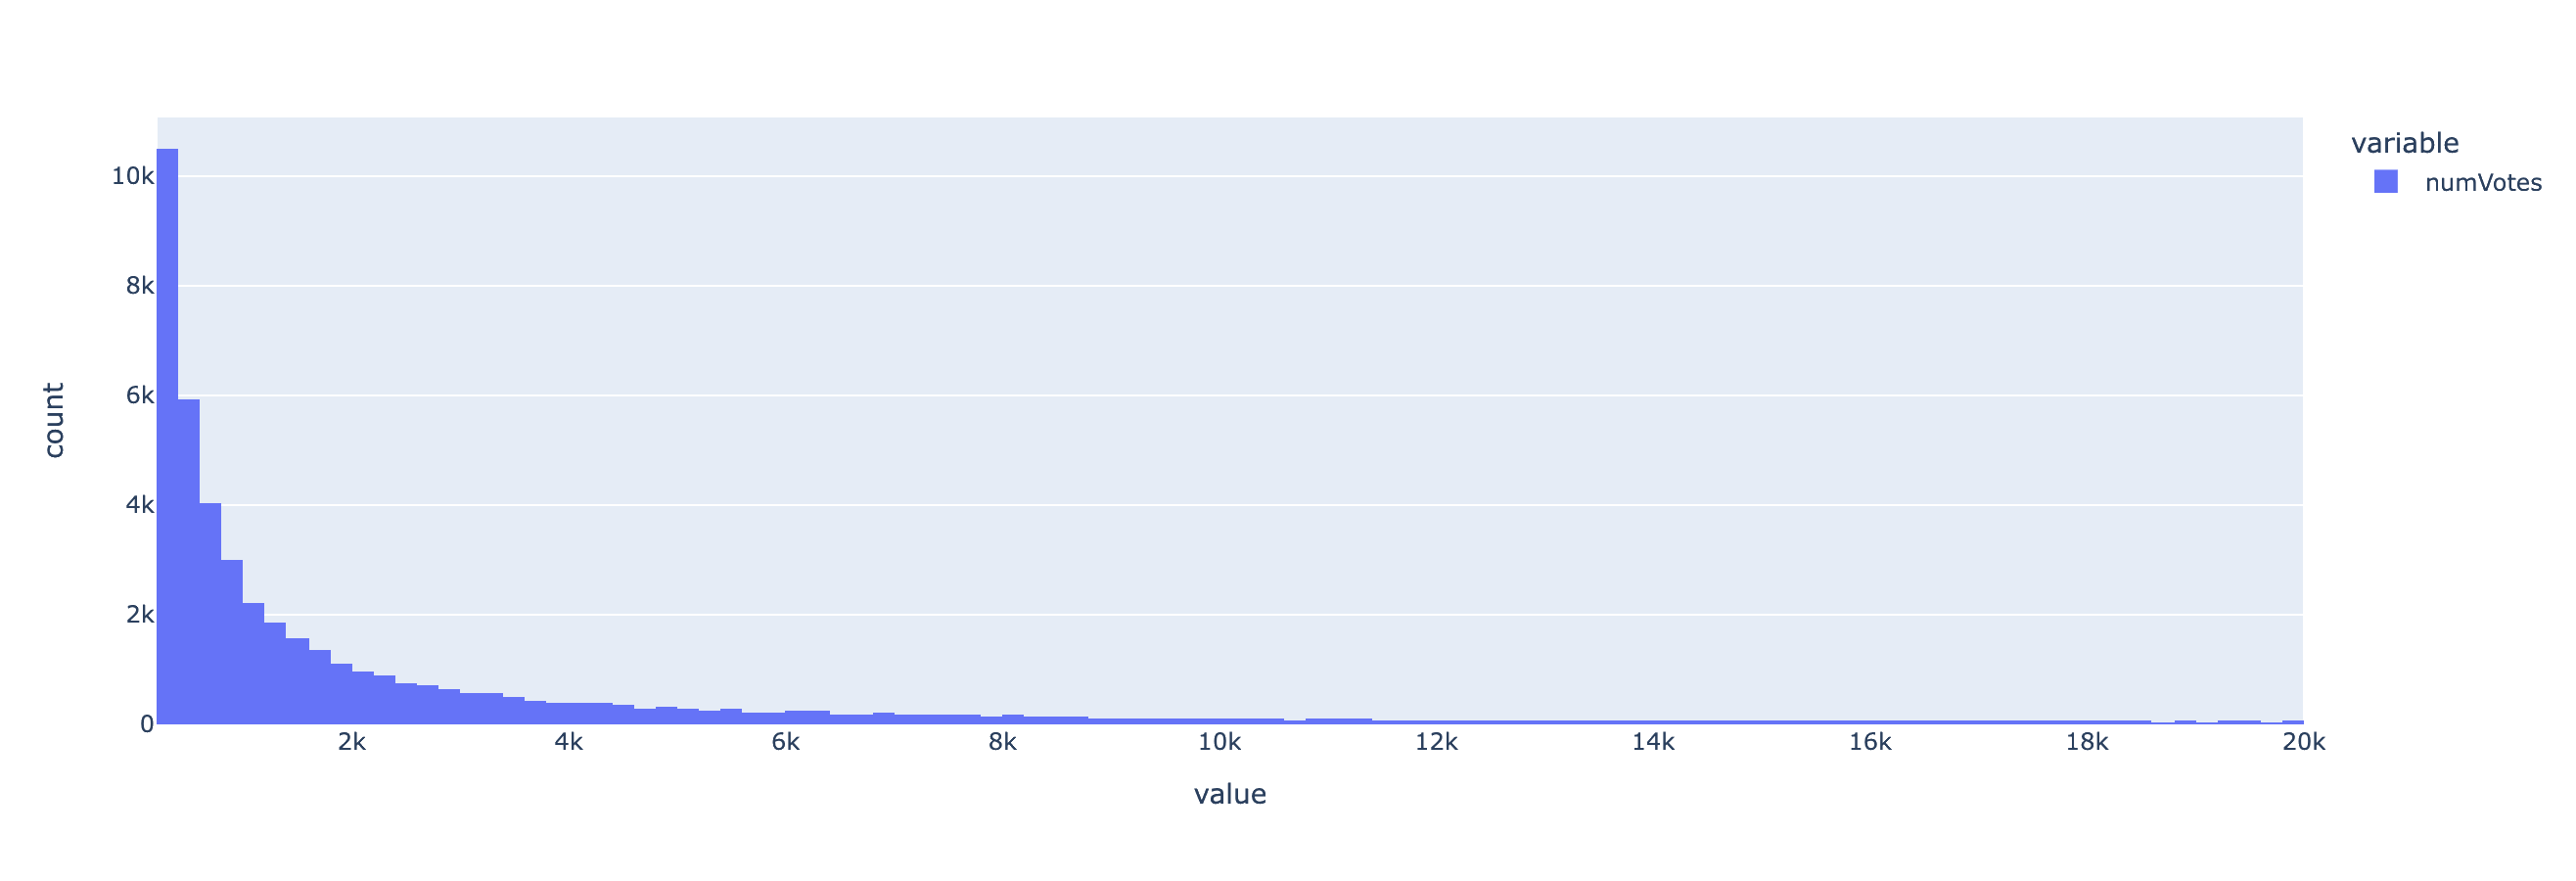 variable
numVotes
10k
8k
6k
4k
2k
0
count
2k 4k 6k 8k 10k 12k 14k 16k 18k 20k
value